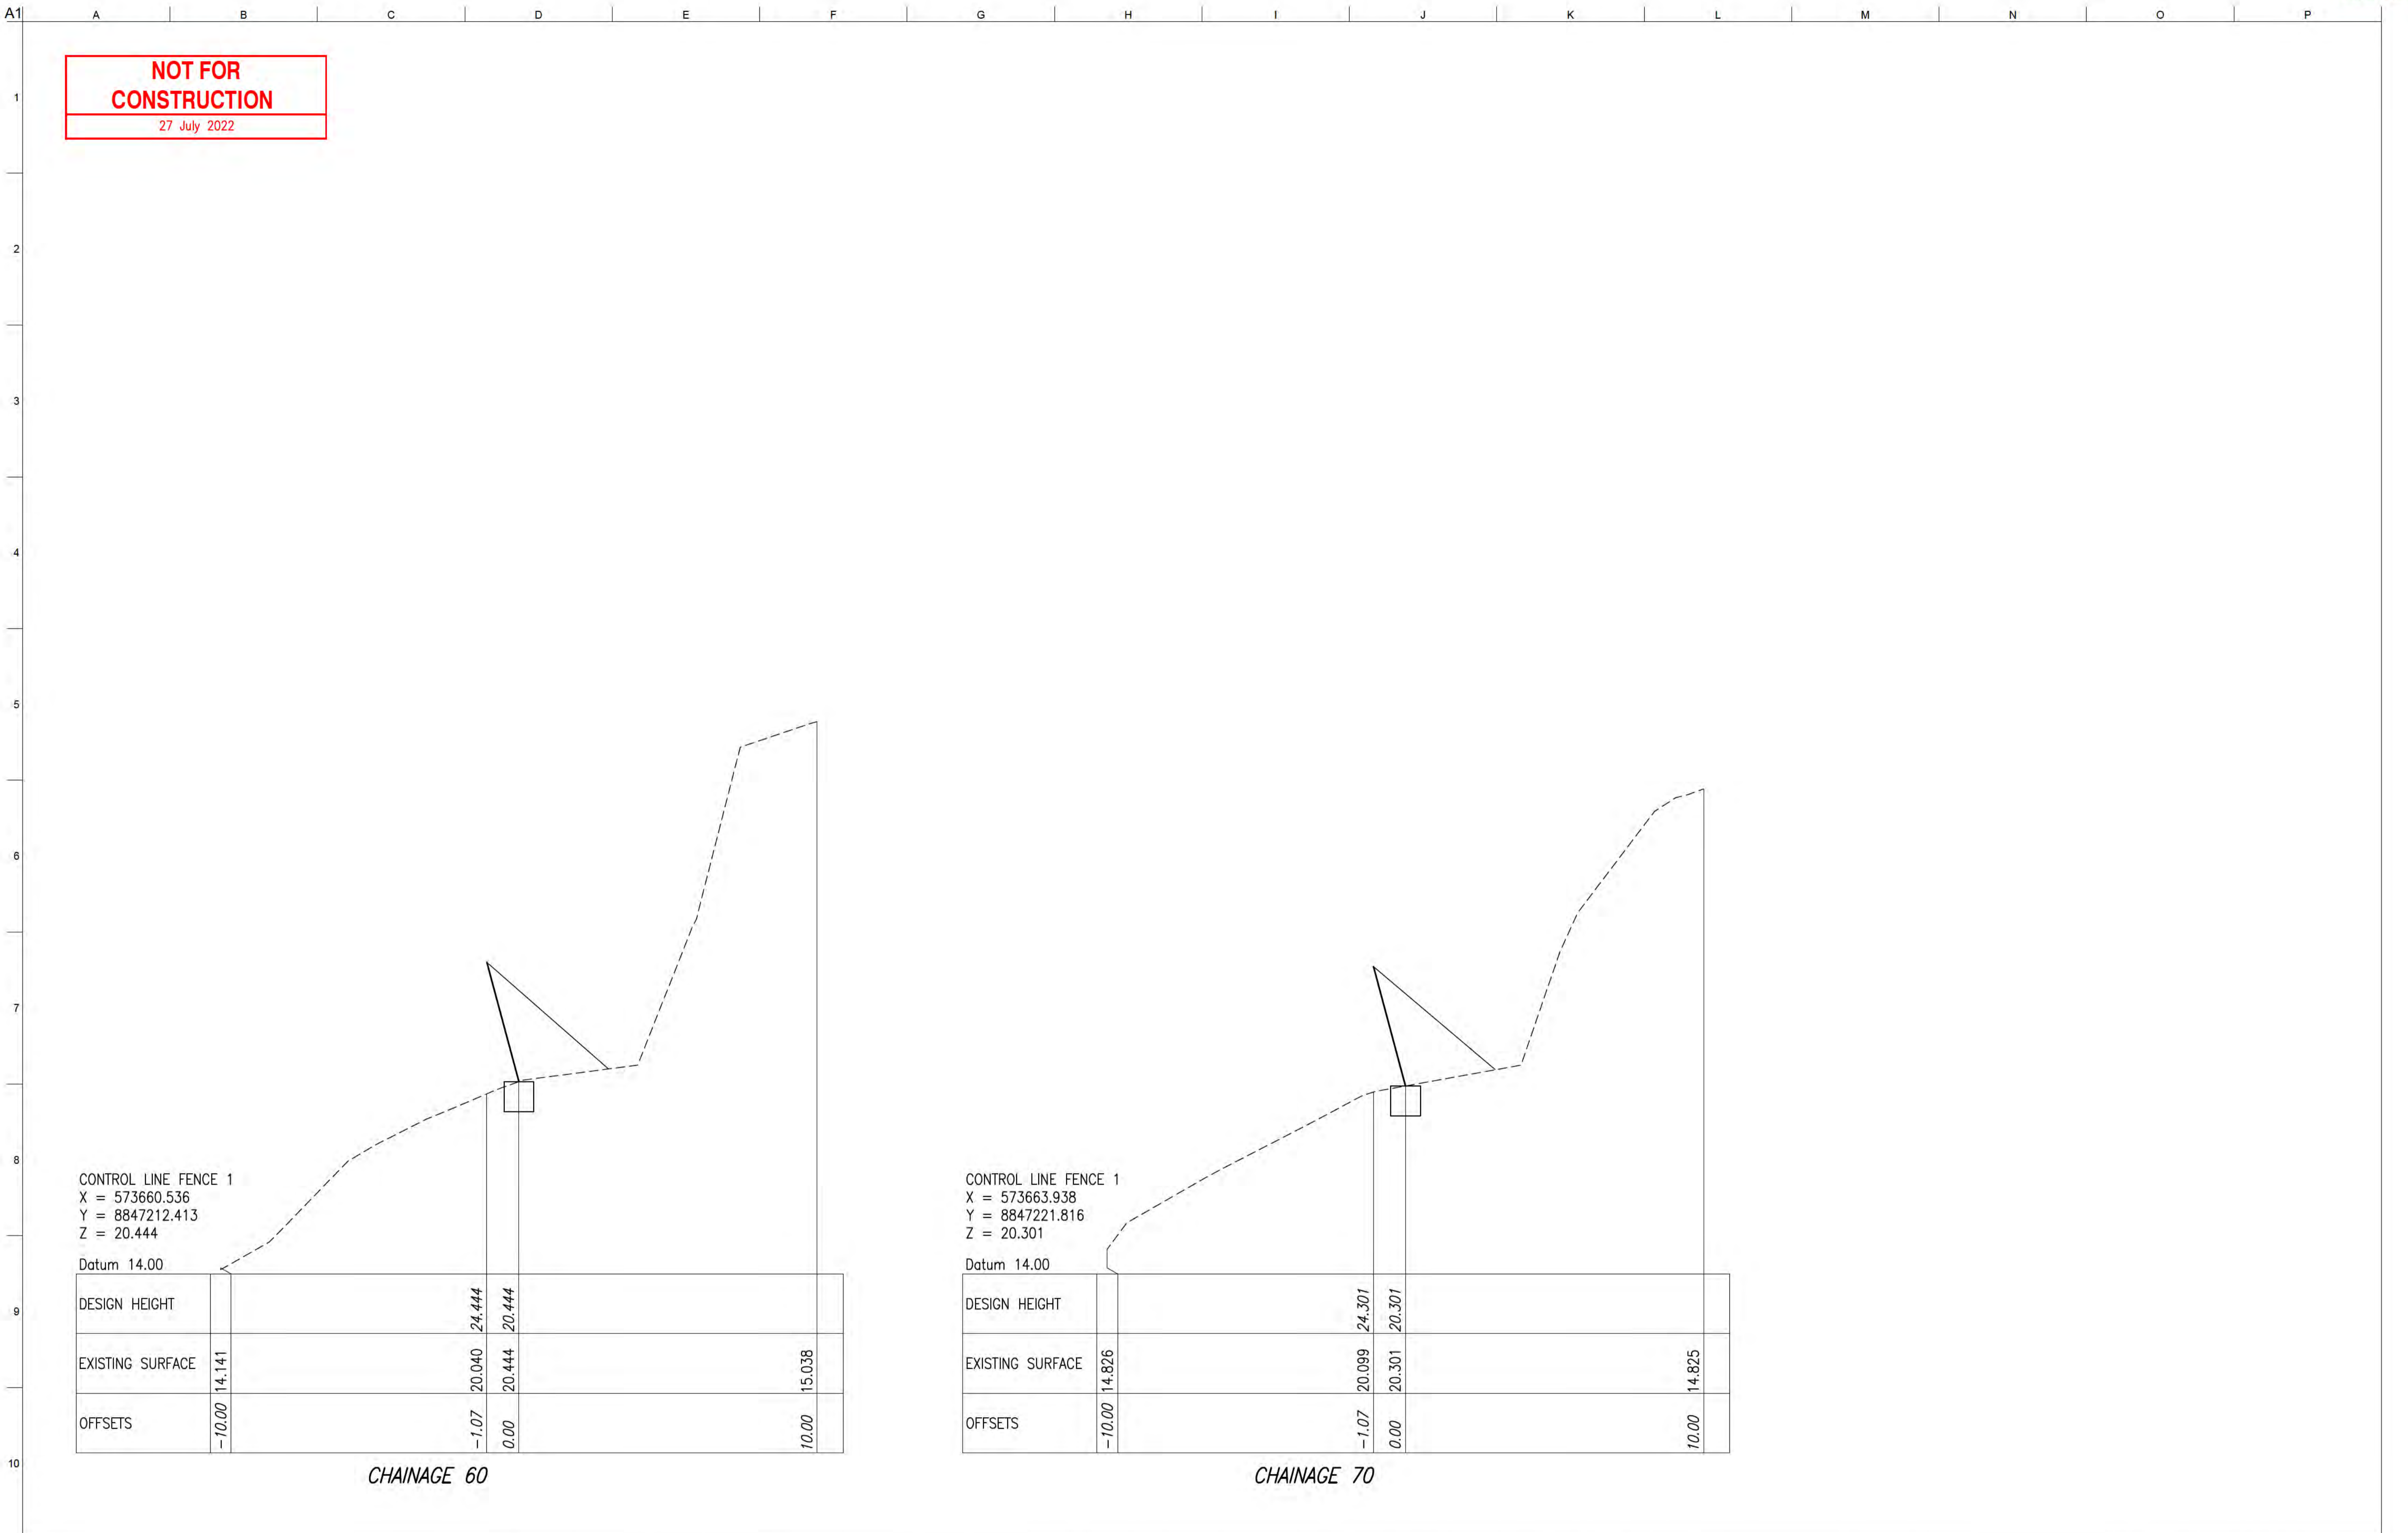 A1 A B C D E F G H I J K L M N O P
NOT FOR
CONSTRUCTION
27 July 2022
1
2
3
4
5
6
7
8
9
10
CONTROL LINE FENCE 1
X = 573660.536
Y = 8847212.413
Z = 20.444
Datum 14.00
DESIGN HEIGHT 24.444 20.444
EXISTING SURFACE 14.141 20.040 20.444 15.038
OFFSETS -10.00 -1.07 0.00 10.00
CHAINAGE 60
CONTROL LINE FENCE 1
X = 573663.938
Y = 8847221.816
Z = 20.301
Datum 14.00
DESIGN HEIGHT 24.301 20.301
EXISTING SURFACE 14.826 20.099 20.301 14.825
OFFSETS -10.00 -1.07 0.00 10.00
CHAINAGE 70